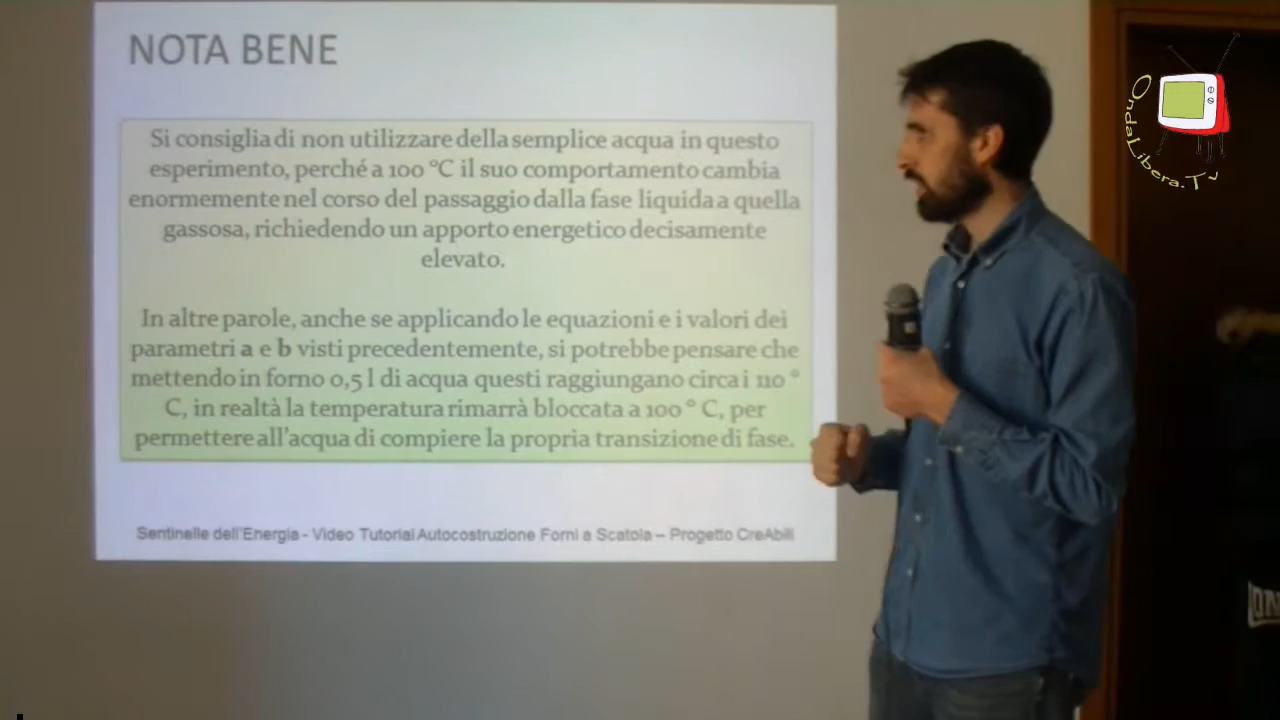 NOTA BENE
Si consiglia di non utilizzare della semplice acqua in questo
esperimento, perché a 100 °C il suo comportamento cambia
enormemente nel corso del passaggio dalla fase liquida a quella
gassosa, richiedendo un apporto energetico decisamente
elevato.
In altre parole, anche se applicando le equazioni e i valori dei
parametri a e b visti precedentemente, si potrebbe pensare che
mettendo in forno 0,5 l di acqua questi raggiungano circa i 110 °
C, in realtà la temperatura rimarrà bloccata a 100 ° C, per
permettere all'acqua di compiere la propria transizione di fase.
Sentinelle dell'Energia - Video Tutorial Autocostruzione Forni a Scatola – Progetto CreAbili
OndeLibera.Tv